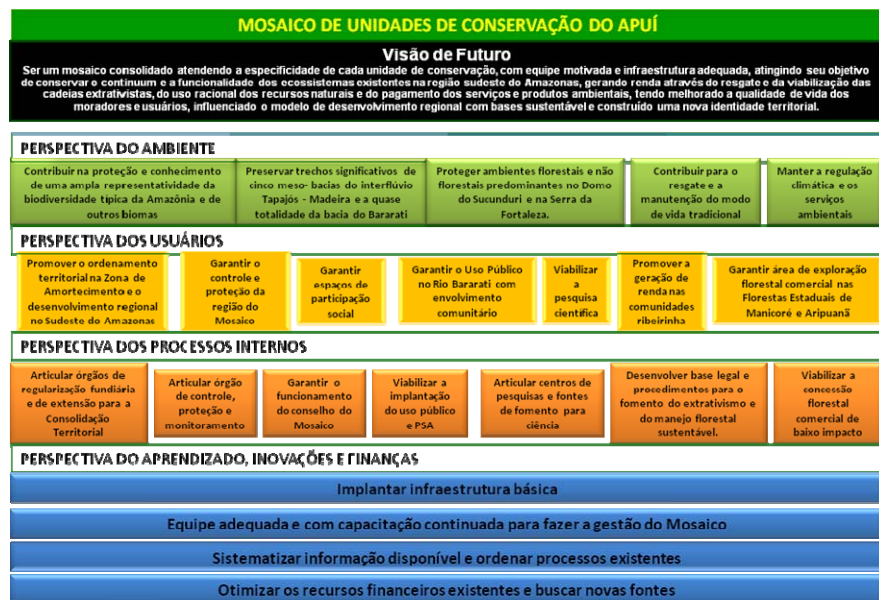 MOSAICO DE UNIDADES DE CONSERVAÇÃO DO APUÍ
Visão de Futuro
Ser um mosaico consolidado atendendo a especificidade de cada unidade de conservação, com equipe motivada e infraestrutura adequada, atingindo seu objetivo
de conservar o continuum e a funcionalidade dos ecossistemas existentes na região sudeste do Amazonas, gerando renda através do resgate e da viabilização das
cadeias extrativistas, do uso racional dos recursos naturais e do pagamento dos serviços e produtos ambientais, tendo melhorado a qualidade de vida dos
moradores e usuários, influenciado o modelo de desenvolvimento regional com bases sustentável e construído uma nova identidade territorial.
PERSPECTIVA DO AMBIENTE
Contribuir na proteção e conhecimento
de uma ampla representatividade da
biodiversidade típica da Amazônia e de
outros biomas
Preservar trechos significativos de
cinco meso- bacias do interflúvio
Tapajós - Madeira e a quase
totalidade da bacia do Bararati
Proteger ambientes florestais e não
florestais predominantes no Domo
do Sucunduri e na Serra da
Fortaleza.
Contribuir para o
resgate e a
manutenção do modo
de vida tradicional
Manter a regulação
climática e os
serviços
ambientais
PERSPECTIVA DOS USUÁRIOS
Promover o ordenamento
territorial na Zona de
Amortecimento e o
desenvolvimento regional
no Sudeste do Amazonas
Garantir o
controle e
proteção da
região do
Mosaico
Garantir
espaços de
participação
social
Garantir o Uso Público
no Rio Bararati com
envolvimento
comunitário
Viabilizar
a
pesquisa
científica
Promover a
geração de
renda nas
comunidades
ribeirinha
Garantir área de exploração
florestal comercial nas
Florestas Estaduais de
Manicoré e Aripuanã
PERSPECTIVA DOS PROCESSOS INTERNOS
Articular órgãos de
regularização fundiária
e de extensão para a
Consolidação
Territorial
Articular órgão
de controle,
proteção e
monitoramento
Garantir o
funcionamento
do conselho do
Mosaico
Viabilizar a
implantação
do uso público
e PSA
Articular centros de
pesquisas e fontes
de fomento para
ciência
Desenvolver base legal e
procedimentos para o
fomento do extrativismo e
do manejo florestal
sustentável.
Viabilizar a
concessão
florestal
comercial de
baixo impacto
PERSPECTIVA DO APRENDIZADO, INOVAÇÕES E FINANÇAS
Implantar infraestrutura básica
Equipe adequada e com capacitação continuada para fazer a gestão do Mosaico
Sistematizar informação disponível e ordenar processos existentes
Otimizar os recursos financeiros existentes e buscar novas fontes